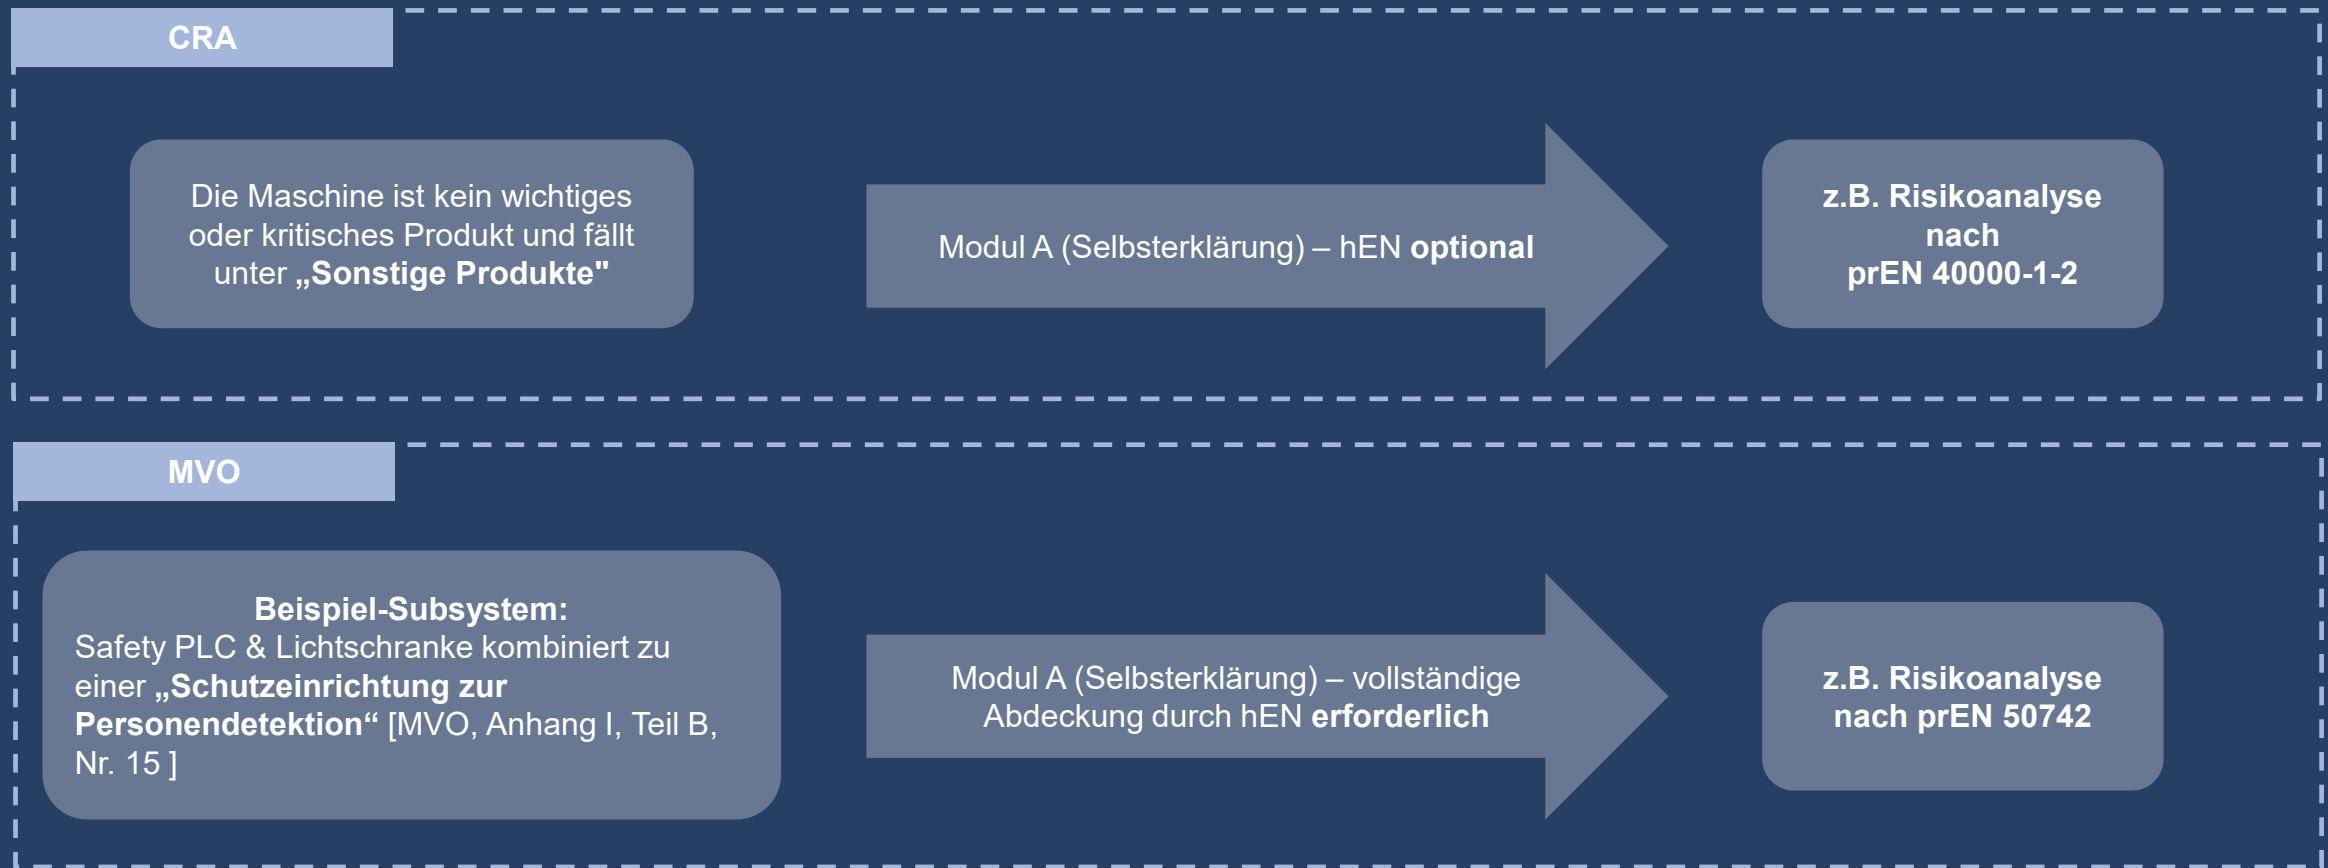 CRA
Die Maschine ist kein wichtiges
oder kritisches Produkt und fällt
unter „Sonstige Produkte"
Modul A (Selbsterklärung) – hEN optional
z.B. Risikoanalyse
nach
prEN 40000-1-2
MVO
Beispiel-Subsystem:
Safety PLC & Lichtschranke kombiniert zu
einer „Schutzeinrichtung zur
Personendetektion“ [MVO, Anhang I, Teil B,
Nr. 15 ]
Modul A (Selbsterklärung) – vollständige
Abdeckung durch hEN erforderlich
z.B. Risikoanalyse
nach prEN 50742